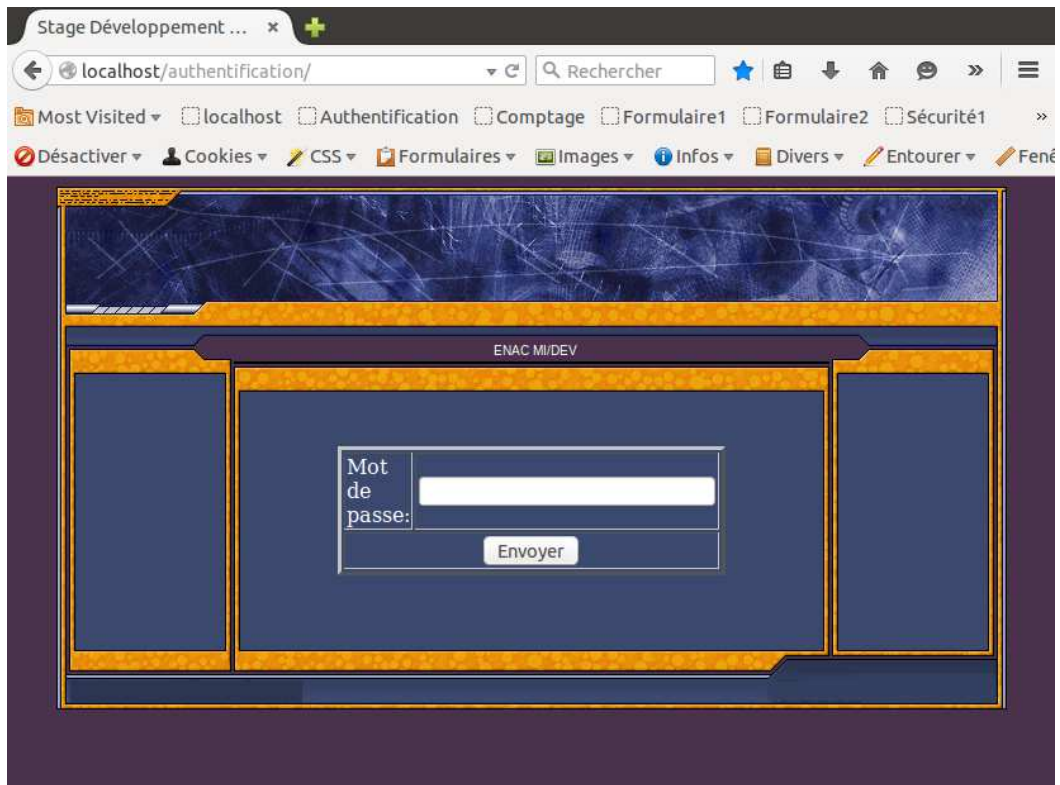 Stage Développement ... ×
localhost/authentification/ Rechercher
Most Visited localhost Authentification Comptage Formulaire1 Formulaire2 Sécurité1 »
Désactiver Cookies CSS Formulaires Images Infos Divers Entourer Fenê
ENAC MI/DEV
Mot
de
passe:
Envoyer